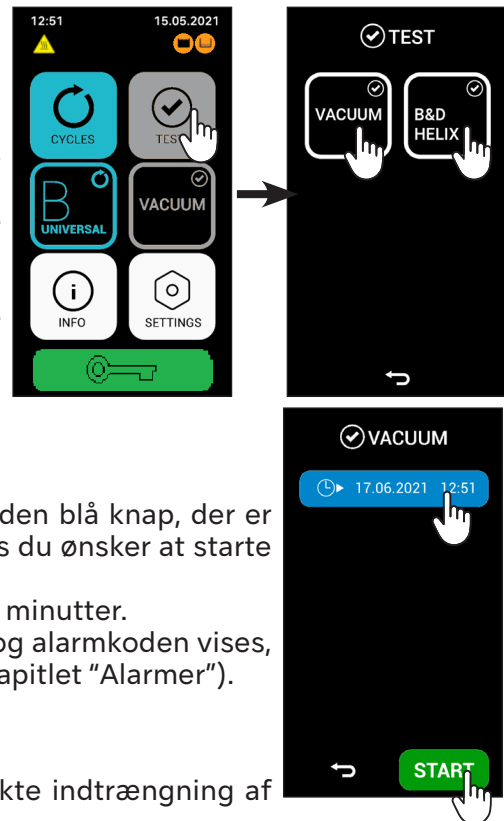 12:51 15.05.2021
CYCLES
TEST
B
UNIVERSAL
VACUUM
i
INFO
SETTINGS
TEST
VACUUM
B&D
HELIX
VACUUM
17.06.2021 12:51
START
den blå knap, der er
s du ønsker at starte
minutter.
og alarmkoden vises,
apitlet “Alarmer”).
kte indtrængning af